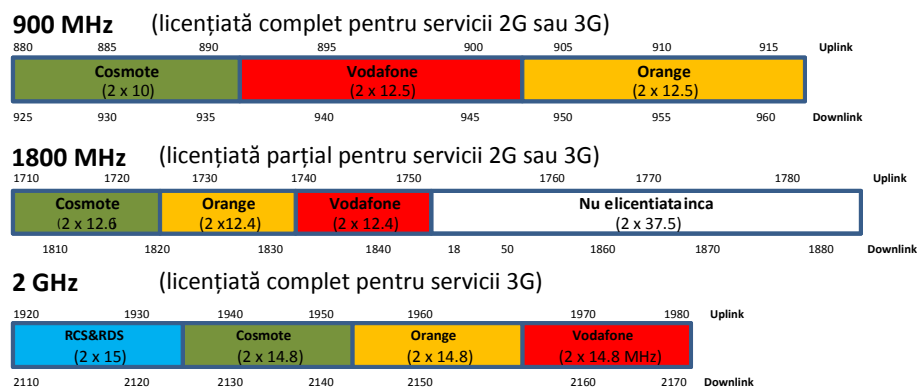 900 MHz (licențiată complet pentru servicii 2G sau 3G)
880 885 890 895 900 905 910 915 Uplink
Cosmote Vodafone Orange
(2 x 10) (2 x 12.5) (2 x 12.5)
925 930 935 940 945 950 955 960 Downlink
1800 MHz (licențiată parțial pentru servicii 2G sau 3G)
1710 1720 1730 1740 1750 1760 1770 1780 Uplink
Cosmote Orange Vodafone Nu elicentiatainca
(2 x 12.6 (2 x12.4) (2 x 12.4) (2 x 37.5)
1810 1820 1830 1840 18 50 1860 1870 1880 Downlink
2 GHz (licențiată complet pentru servicii 3G)
1920 1930 1940 1950 1960 1970 1980 Uplink
RCS&RDS Cosmote Orange Vodafone
(2 x 15) (2 x 14.8) (2 x 14.8) (2 x 14.8 MHz)
2110 2120 2130 2140 2150 2160 2170 Downlink